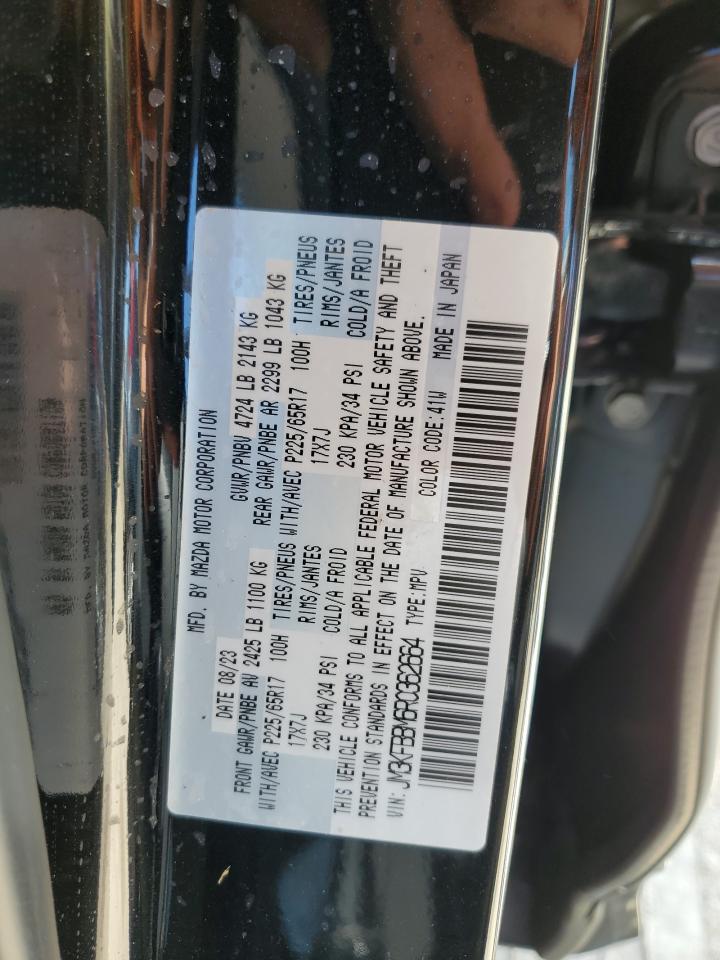 MFD. BY MAZDA MOTOR CORPORATION
DATE 08/23 GVWR/PNBV 4724 LB 2143 KG
FRONT GAWR/PNBE AV 2425 LB 1100 KG REAR GAWR/PNBE AR 2299 LB 1043 KG
WITH/AVEC P225/65R17 100H TIRES/PNEUS WITH/AVEC P225/65R17 100H TIRES/PNEUS
17X7J RIMS/JANTES 17X7J RIMS/JANTES
230 KPA/34 PSI COLD/A FROID 230 KPA/34 PSI COLD/A FROID
THIS VEHICLE CONFORMS TO ALL APPLICABLE FEDERAL MOTOR VEHICLE SAFETY AND THEFT
PREVENTION STANDARDS IN EFFECT ON THE DATE OF MANUFACTURE SHOWN ABOVE.
VIN: JM3KFBBM6R0362664 TYPE:MPV COLOR CODE:41W MADE IN JAPAN